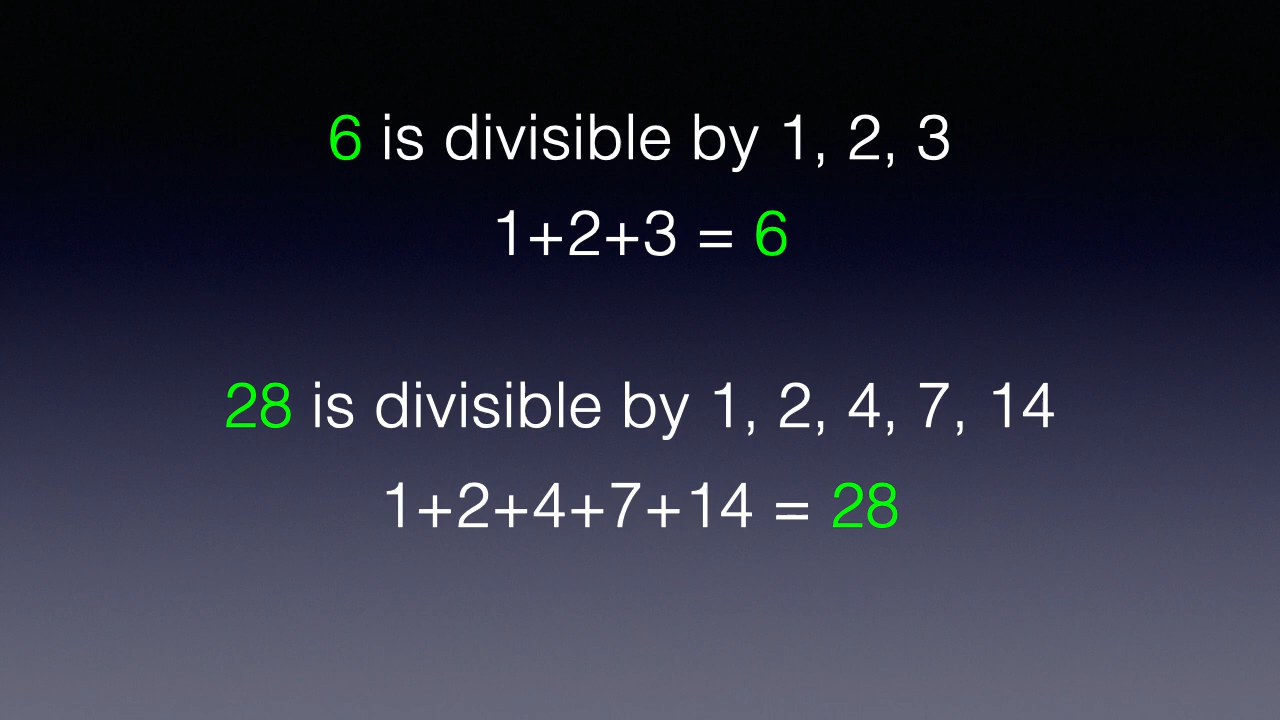 6 is divisible by 1, 2, 3
1+2+3 = 6
28 is divisible by 1, 2, 4, 7, 14
1+2+4+7+14 = 28